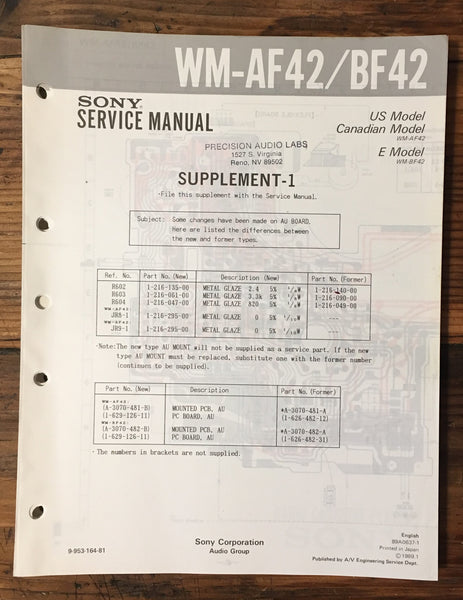 WM-AF42/BF42
SONY®
SERVICE MANUAL
US Model
Canadian Model
WM-AF42
E Model
WM-BF42
PRECISION AUDIO LABS
1527 S. Virginia
Reno, NV 89502
SUPPLEMENT-1
·File this supplement with the Service Manual.
Subject: Some changes have been made on AU BOARD.
Here are listed the differences between
the new and former types.
Ref. No. Part No.(New) Description (New) Part No.(Former)
R602 1-216-135-00 METAL GLAZE 2.4 5% W 1-216-140-00
R603 1-216-061-00 METAL GLAZE 3.3k 5% W 1-216-090-00
R604 1-216-047-00 METAL GLAZE 820 5% W 1-216-049-00
WM-AF42:
JR8-1 1-216-295-00 METAL GLAZE 0 5% W ---
WM-AF42:
JR9-1 1-216-295-00 METAL GLAZE 0 5% W ---
·Note:The new type AU MOUNT will not be supplied as a service part. If the new
type AU MOUNT must be replaced, substitute one with the former number
(continues to be supplied).
Part No.(New) Description Part No.(Former)
WM-AF42:
(A-3070-481-B) MOUNTED PCB, AU *A-3070-481-A
(1-629-126-11) PC BOARD, AU (1-626-482-12)
WM-BF42:
(A-3070-482-B) MOUNTED PCB, AU *A-3070-482-A
(1-629-126-11) PC BOARD, AU (1-626-482-31)
·The numbers in brackets are not supplied.
9-953-164-81
Sony Corporation
Audio Group
English
89A0637-1
Printed in Japan
©1989.1
Published by A/V Engineering Service Dept.